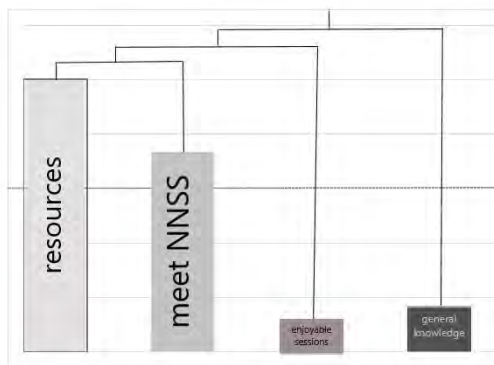 resources
meet NNSS
enjoyable
sessions
general
knowledge